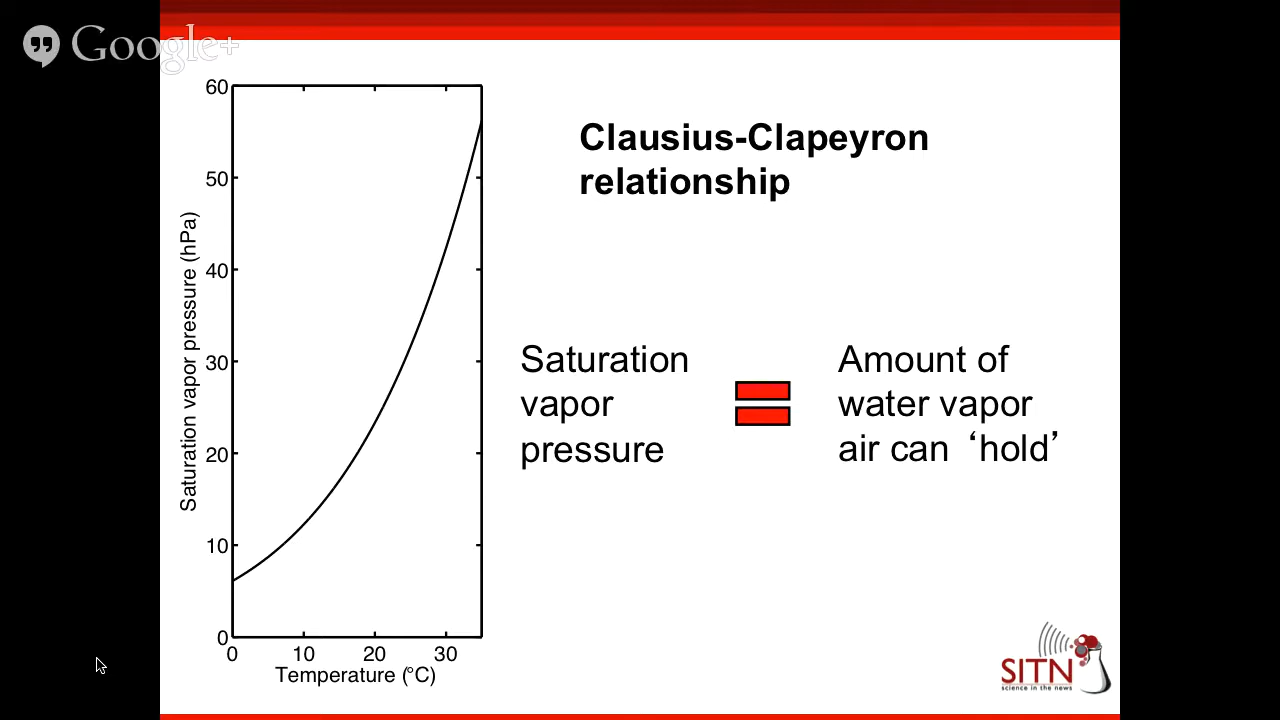 Google+
60
50
40
30
20
10
0
Saturation vapor pressure (hPa)
0 10 20 30
Temperature (°C)
Clausius-Clapeyron
relationship
Saturation
vapor
pressure
Amount of
water vapor
air can ‘hold’
SITN
science in the news